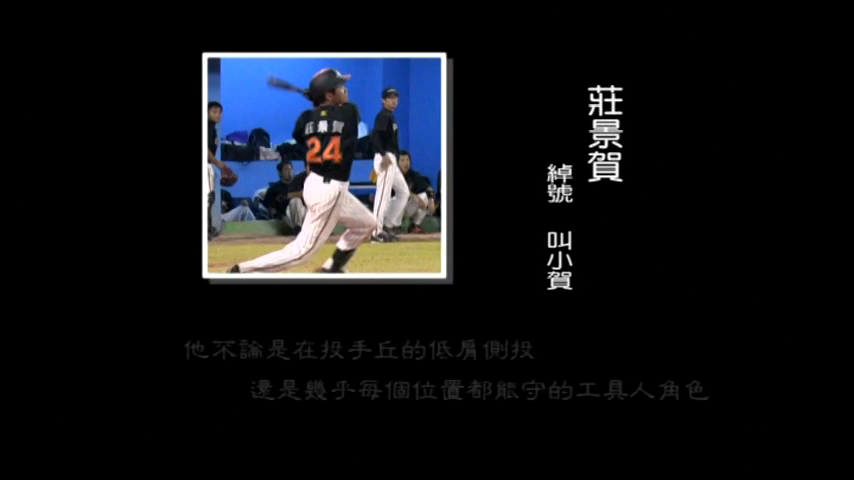 莊景賀
綽號 叫小賀
莊景賀
24
他不論是在投手丘的低肩側投
還是幾乎每個位置都能守的工具人角色